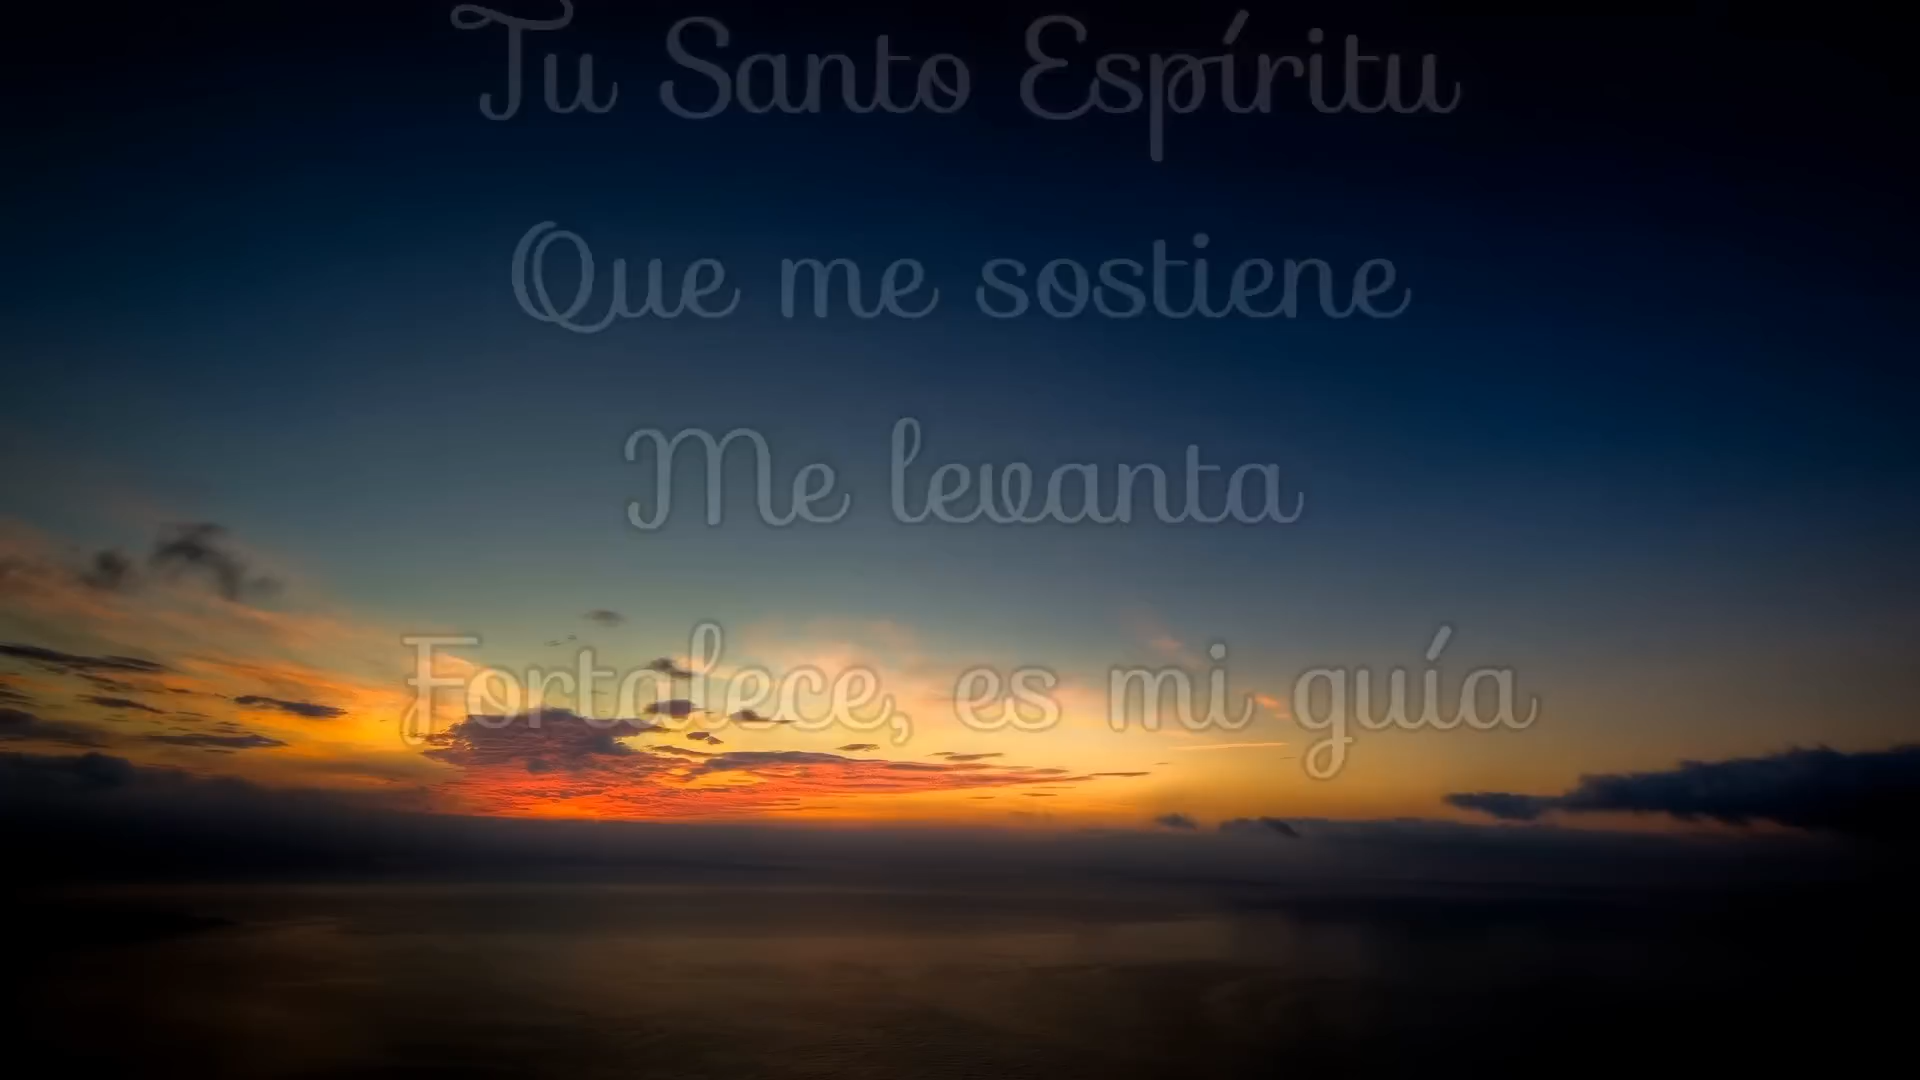 Tu Santo Espíritu
Que me sostiene
Me levanta
Fortalece, es mi guía